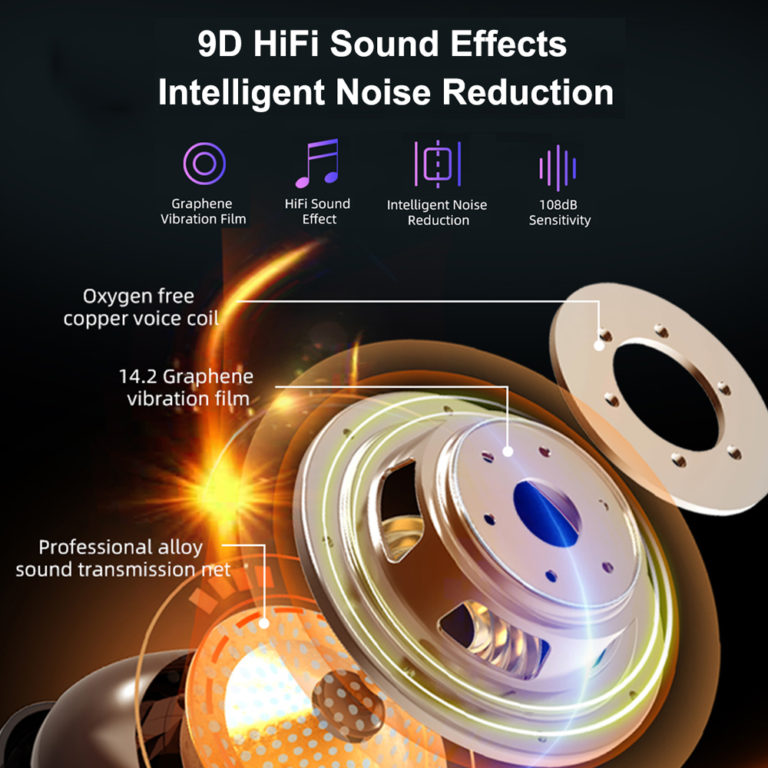 9D HiFi Sound Effects
Intelligent Noise Reduction
Graphene
Vibration Film
HiFi Sound
Effect
Intelligent Noise
Reduction
108dB
Sensitivity
Oxygen free
copper voice coil
14.2 Graphene
vibration film
Professional alloy
sound transmission net